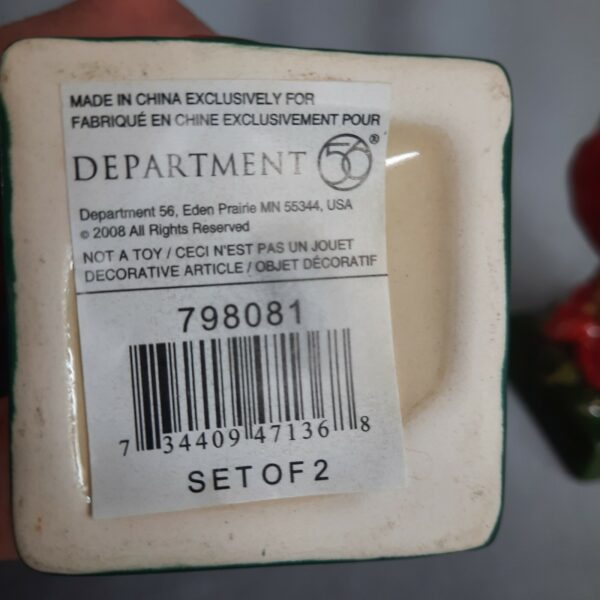 MADE IN CHINA EXCLUSIVELY FOR
FABRIQUÉ EN CHINE EXCLUSIVEMENT POUR
DEPARTMENT 56®
Department 56, Eden Prairie MN 55344, USA
© 2008 All Rights Reserved
NOT A TOY / CECI N'EST PAS UN JOUET
DECORATIVE ARTICLE / OBJET DÉCORATIF
798081
7 34409 47136 8
SET OF 2